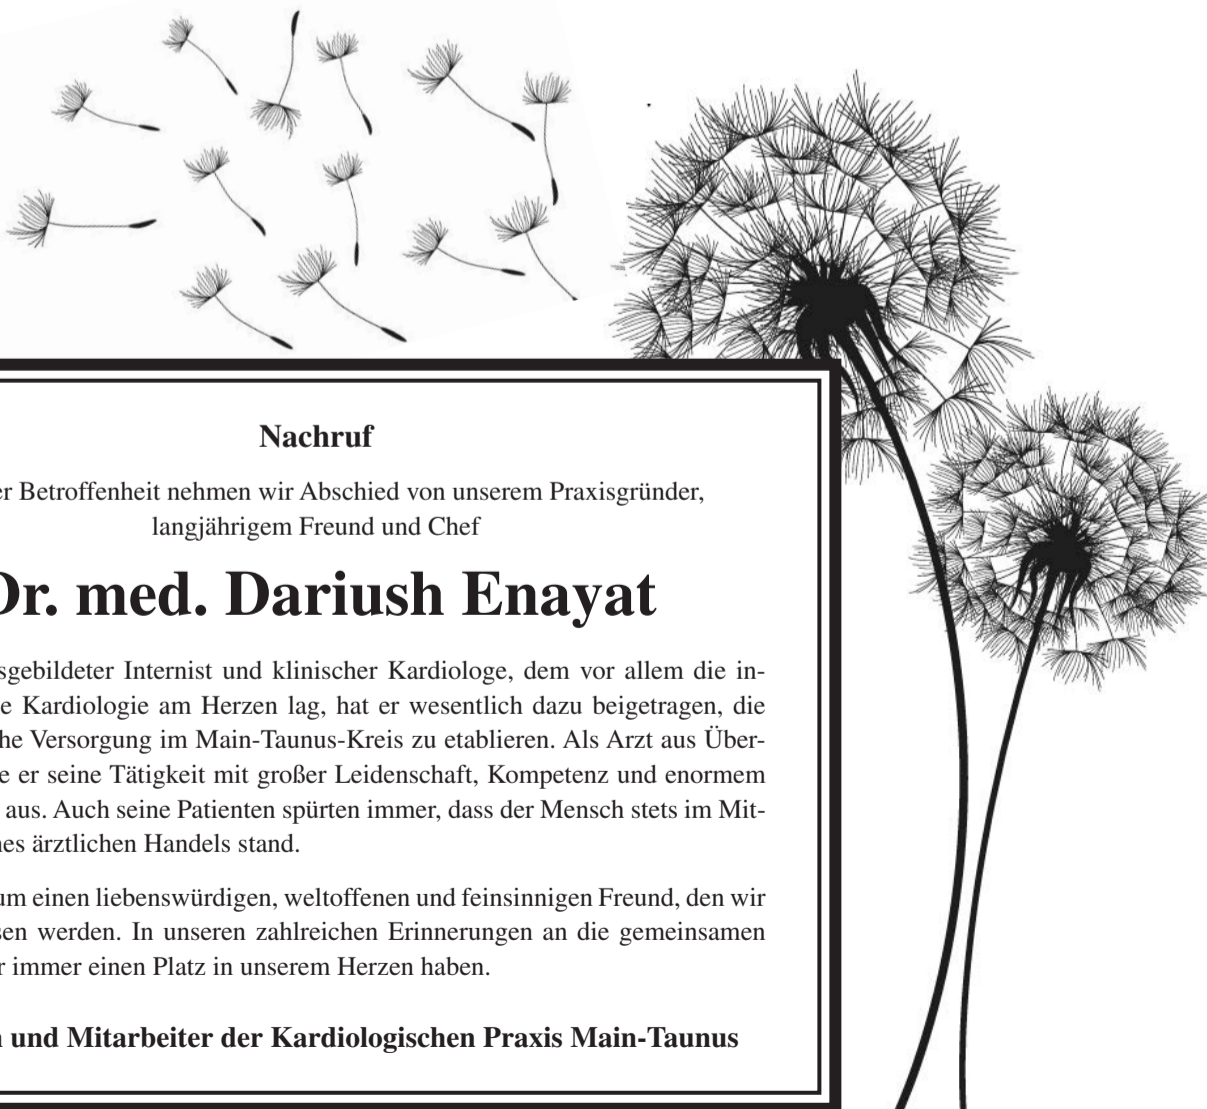 Nachruf
er Betroffenheit nehmen wir Abschied von unserem Praxisgründer,
langjährigem Freund und Chef
Dr. med. Dariush Enayat
sgebildeter Internist und klinischer Kardiologe, dem vor allem die in-
e Kardiologie am Herzen lag, hat er wesentlich dazu beigetragen, die
he Versorgung im Main-Taunus-Kreis zu etablieren. Als Arzt aus Über-
e er seine Tätigkeit mit großer Leidenschaft, Kompetenz und enormem
aus. Auch seine Patienten spürten immer, dass der Mensch stets im Mit-
nes ärztlichen Handels stand.
um einen liebenswürdigen, weltoffenen und feinsinnigen Freund, den wir
sen werden. In unseren zahlreichen Erinnerungen an die gemeinsamen
r immer einen Platz in unserem Herzen haben.
n und Mitarbeiter der Kardiologischen Praxis Main-Taunus